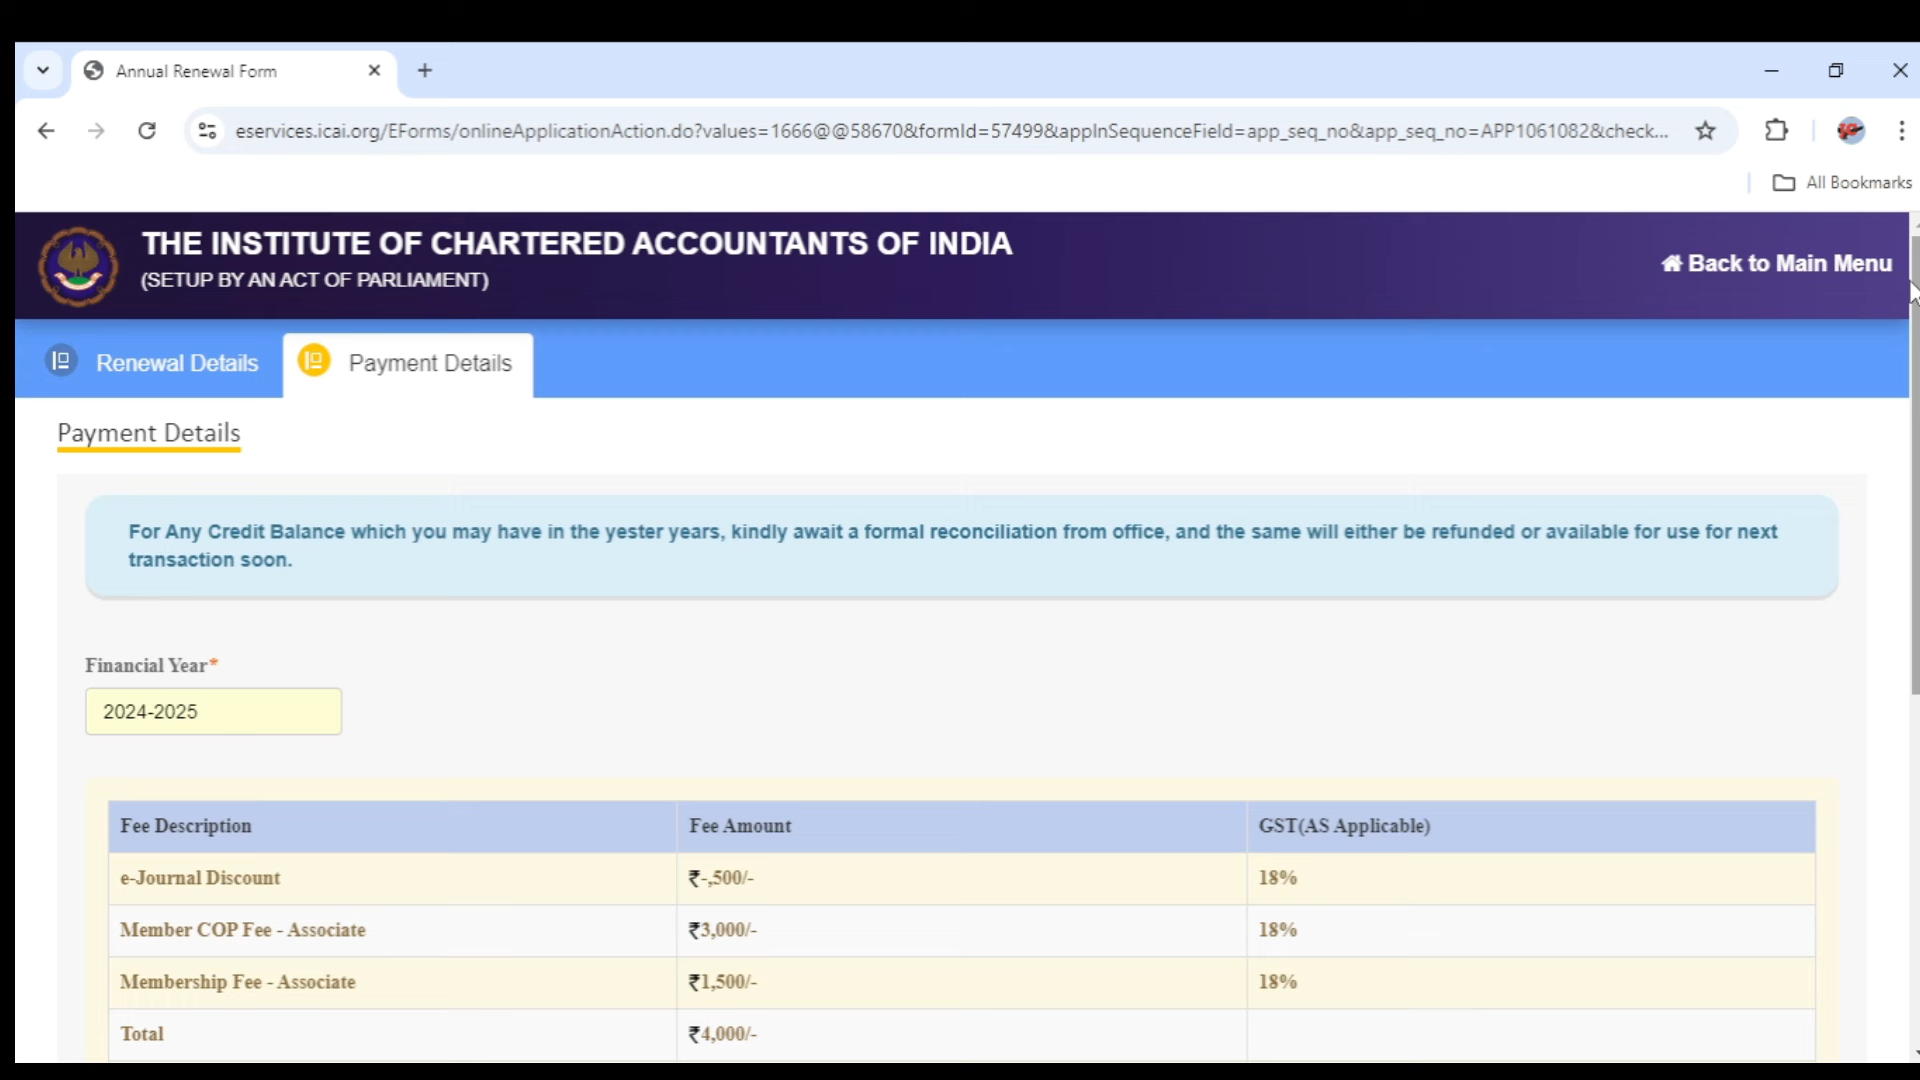 Annual Renewal Form
eservices.icai.org/EForms/onlineApplicationAction.do?values=1666@@58670&formId=57499&appInSequenceField=app_seq_no&app_seq_no=APP1061082&check...
All Bookmarks
THE INSTITUTE OF CHARTERED ACCOUNTANTS OF INDIA
(SETUP BY AN ACT OF PARLIAMENT)
Back to Main Menu
Renewal Details
Payment Details
Payment Details
For Any Credit Balance which you may have in the yester years, kindly await a formal reconciliation from office, and the same will either be refunded or available for use for next
transaction soon.
Financial Year*
2024-2025
Fee Description Fee Amount GST(AS Applicable)
e-Journal Discount ₹-,500/- 18%
Member COP Fee - Associate ₹3,000/- 18%
Membership Fee - Associate ₹1,500/- 18%
Total ₹4,000/-